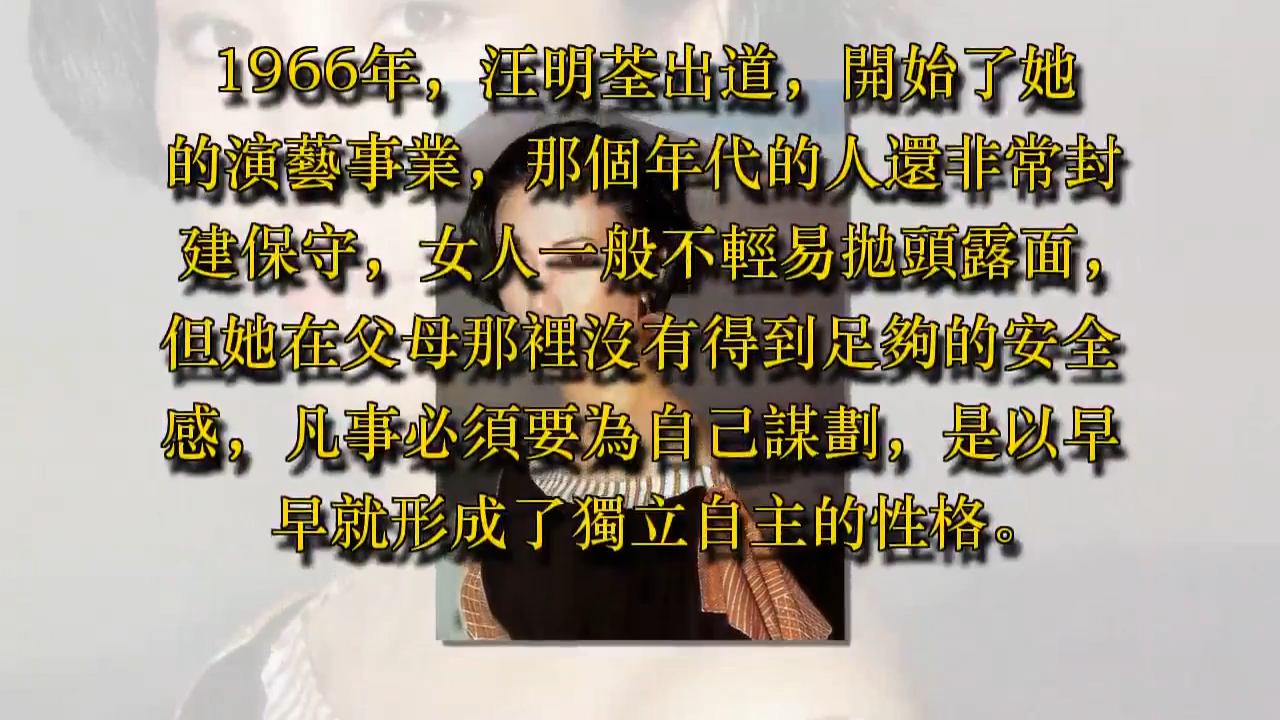 1966年，汪明荃出道，開始了她
的演藝事業，那個年代的人還非常封
建保守，女人一般不輕易拋頭露面，
但她在父母那裡沒有得到足夠的安全
感，凡事必須要為自己謀劃，是以早
早就形成了獨立自主的性格。